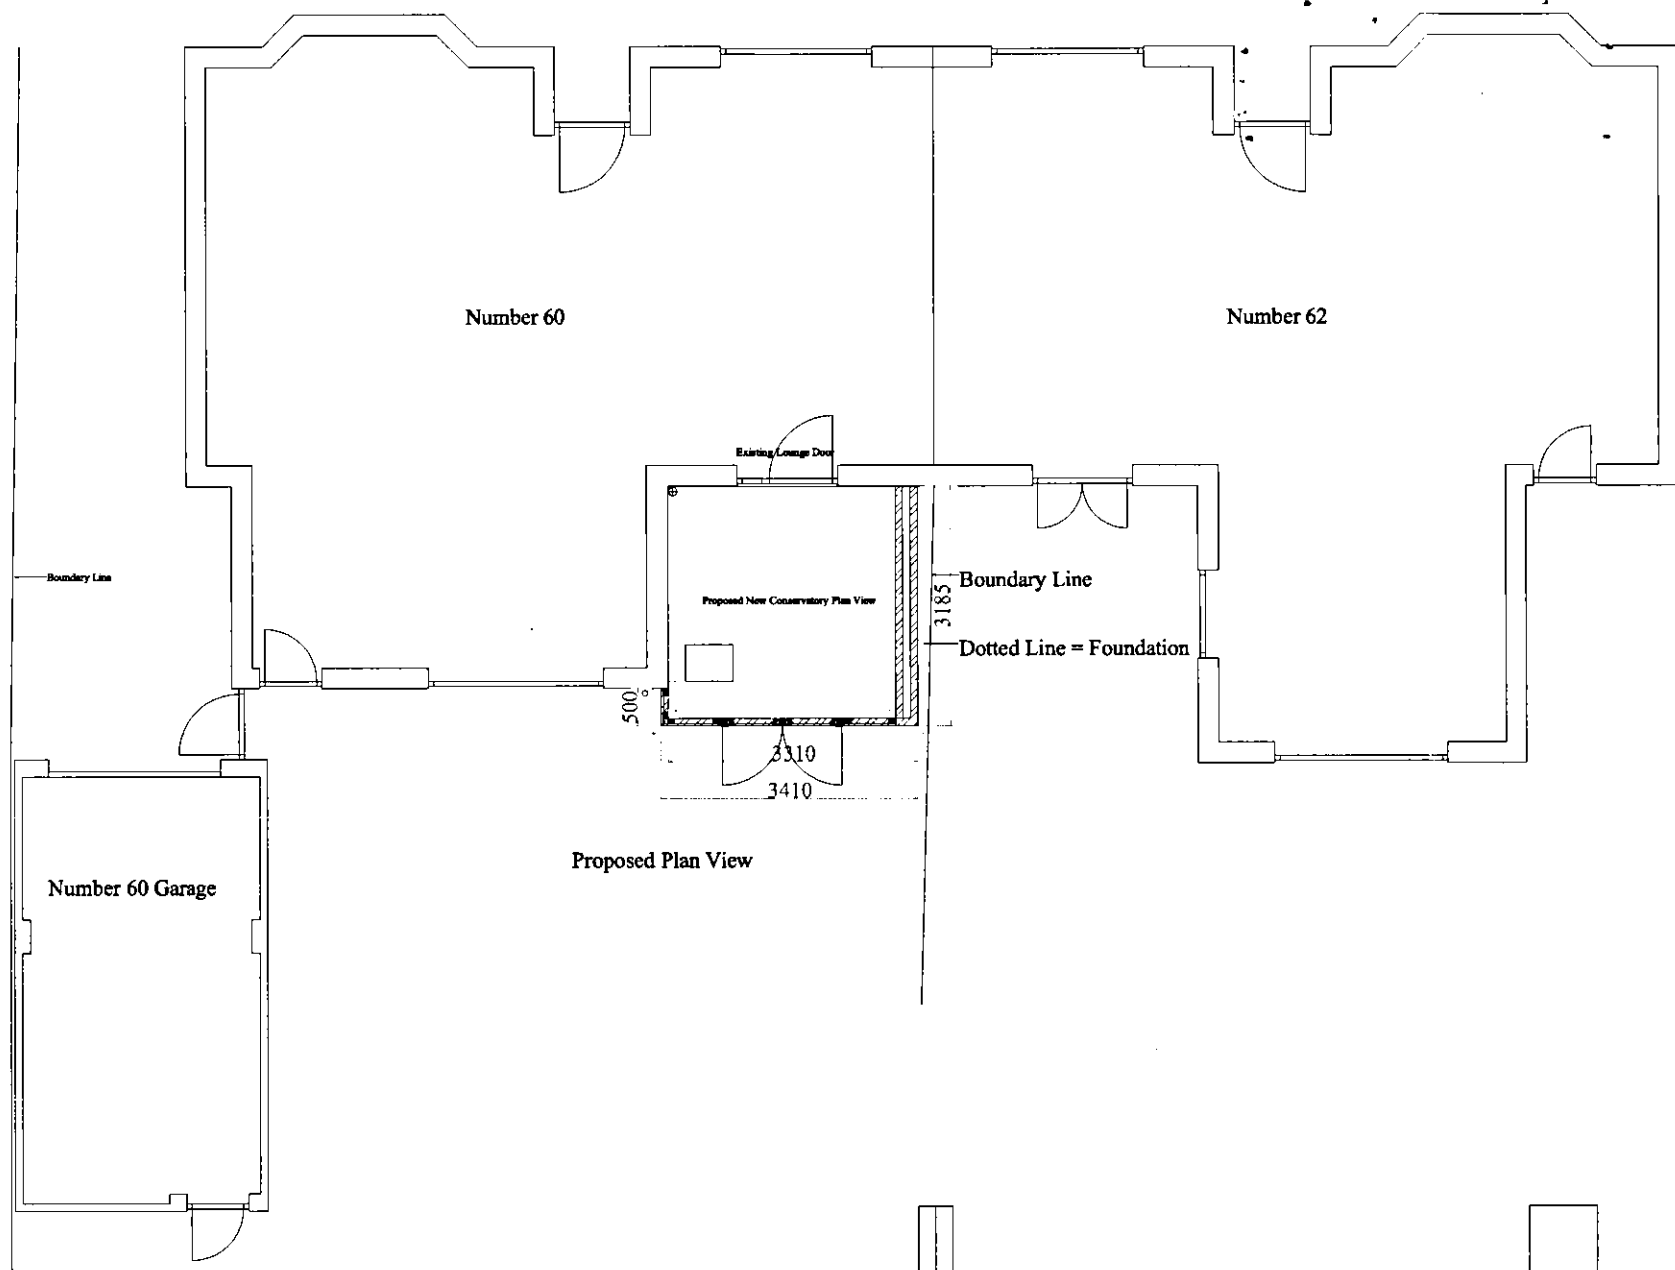 Number 60
Number 62
Existing Lounge Door
Boundary Line
Boundary Line
Proposed New Conservatory Plan View
3185
Dotted Line = Foundation
500
3310
3410
Proposed Plan View
Number 60 Garage